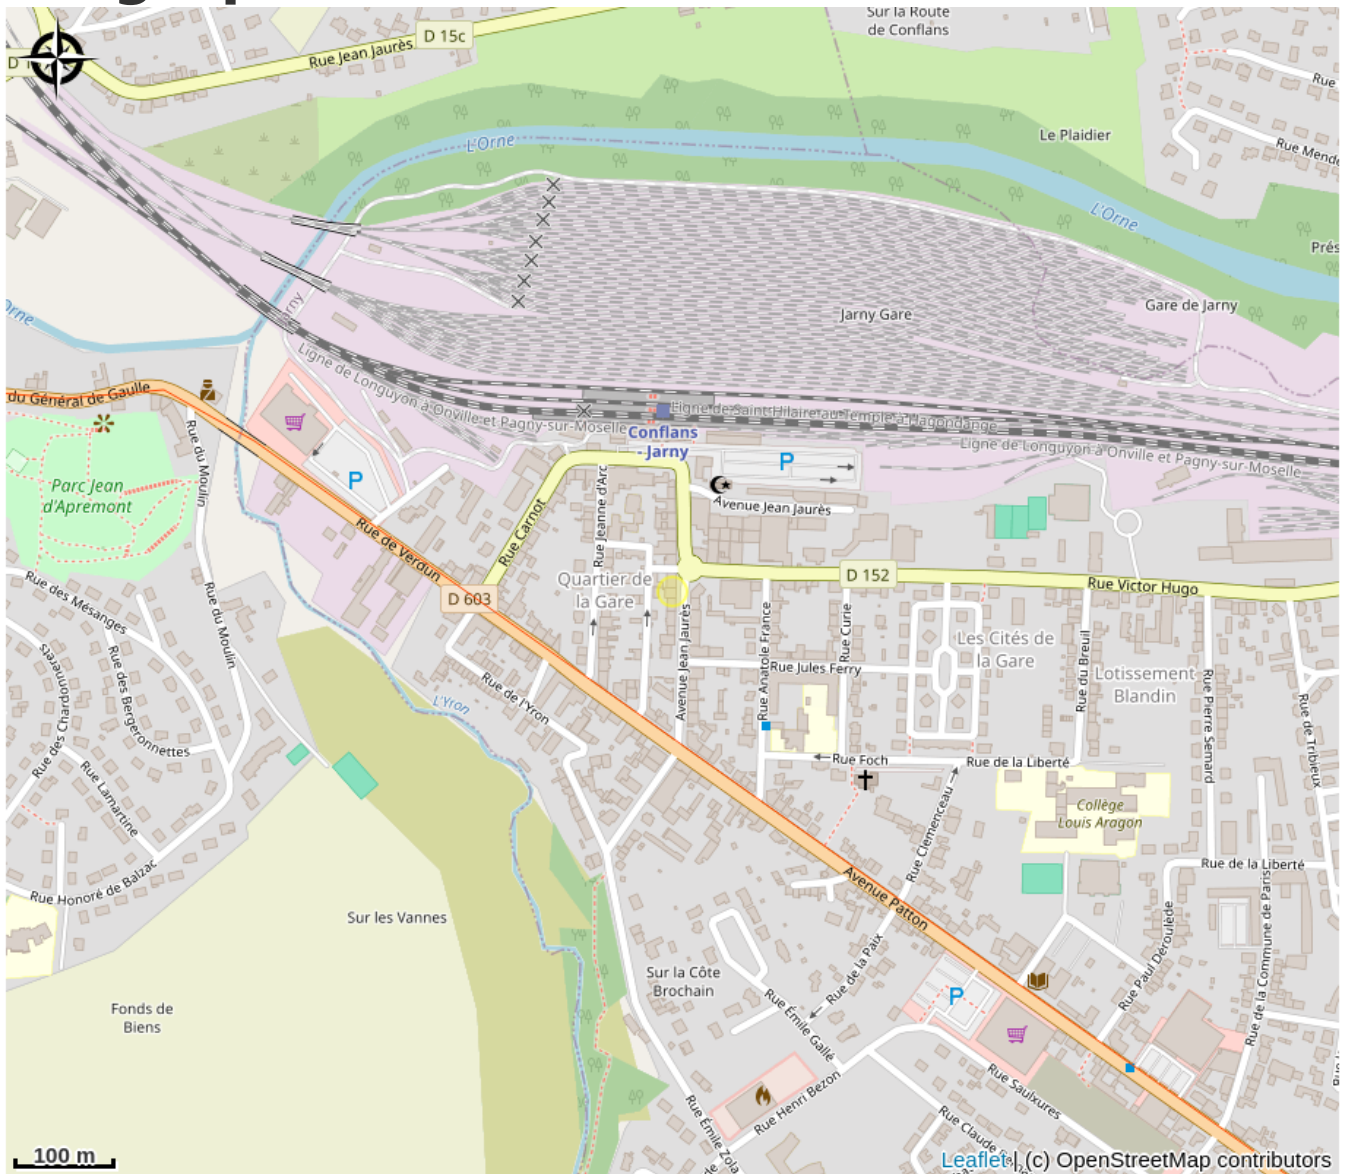 Sur la Route
de Conflans
D 15c
Rue Jean Jaurès
Rue
Le Plaidier
Rue Mende
L'Orne
L'Orne
Prés
Gare de Jarny
Jarny Gare
Orne
Jarny
Ligne de Longuyon à Onville et Pagny-sur-Moselle
Ligne de Saint-Hilaire-au-Temple à Hagondange
Conflans
- Jarny
Ligne de Longuyon à Onville et Pagny-sur-Moselle
du Général de Gaulle
Rue du Moulin
P
P
Parc Jean
d'Apremont
Rue Jeanne d'Arc
Rue Carnot
Avenue Jean Jaurès
Rue de Verdun
D 603
Quartier de
la Gare
D 152
Rue Victor Hugo
Rue des Mésanges
Rue du Moulin
Avenue Jean Jaurès
Rue Anatole France
Rue Curie
Les Cités de
la Gare
Rue du Breuil
Lotissement
Blandin
Rue Pierre Semard
Rue de Tribieux
Rue Jules Ferry
Rue des Chardonnerets
Rue des Bergeronnettes
Rue de l'Yron
L'Yron
Rue Lamartine
Rue Foch
Rue de la Liberté
Collège
Louis Aragon
Rue Clemenceau
Rue de la Liberté
Rue Honoré de Balzac
Avenue Patton
Sur les Vannes
Rue de la Paix
Rue Paul Déroulède
Rue de la Commune de Paris
Sur la Côte
Brochain
P
Fonds de
Biens
Rue Émile Gallé
Rue Henri Bezon
Rue Saulxures
Rue Émile Zola
Rue Claude
100 m
Leaflet | (c) OpenStreetMap contributors